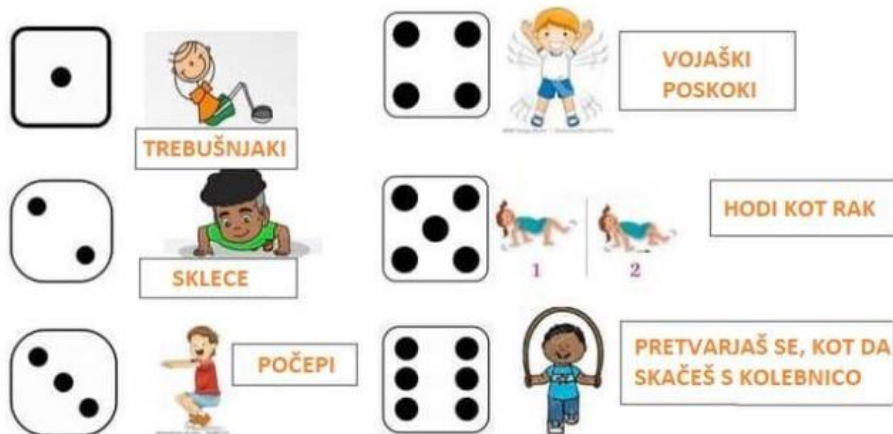 TREBUŠNJAKI
VOJAŠKI
POSKOKI
SKLECE
1
2
HODI KOT RAK
POČEPI
PRETVARJAŠ SE, KOT DA
SKAČEŠ S KOLEBNICO